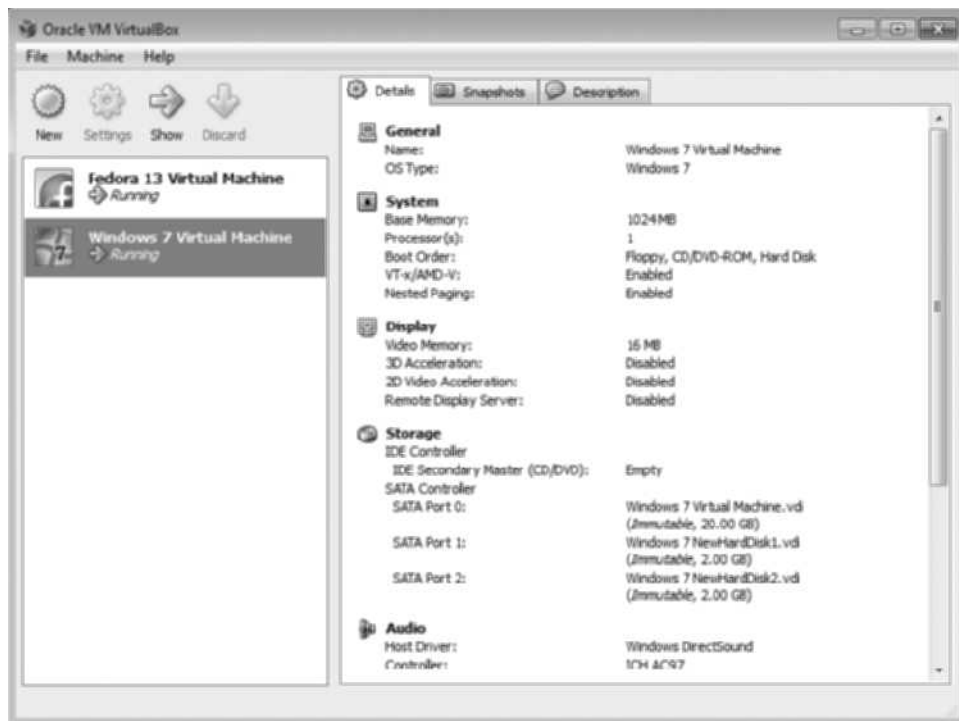 Oracle VM VirtualBox
File Machine Help
New Settings Show Discard
Details Snapshots Description
Fedora 13 Virtual Machine
Running
Windows 7 Virtual Machine
Running
General
Name: Windows 7 Virtual Machine
OS Type: Windows 7
System
Base Memory: 1024 MB
Processor(s): 1
Boot Order: Floppy, CD/DVD-ROM, Hard Disk
VT-x/AMD-V: Enabled
Nested Paging: Enabled
Display
Video Memory: 16 MB
3D Acceleration: Disabled
2D Video Acceleration: Disabled
Remote Display Server: Disabled
Storage
IDE Controller
IDE Secondary Master (CD/DVD): Empty
SATA Controller
SATA Port 0: Windows 7 Virtual Machine.vdi
(Immutable, 20.00 GB)
SATA Port 1: Windows 7 NewHardDisk1.vdi
(Immutable, 2.00 GB)
SATA Port 2: Windows 7 NewHardDisk2.vdi
(Immutable, 2.00 GB)
Audio
Host Driver: Windows DirectSound
Controller: ICH AC97